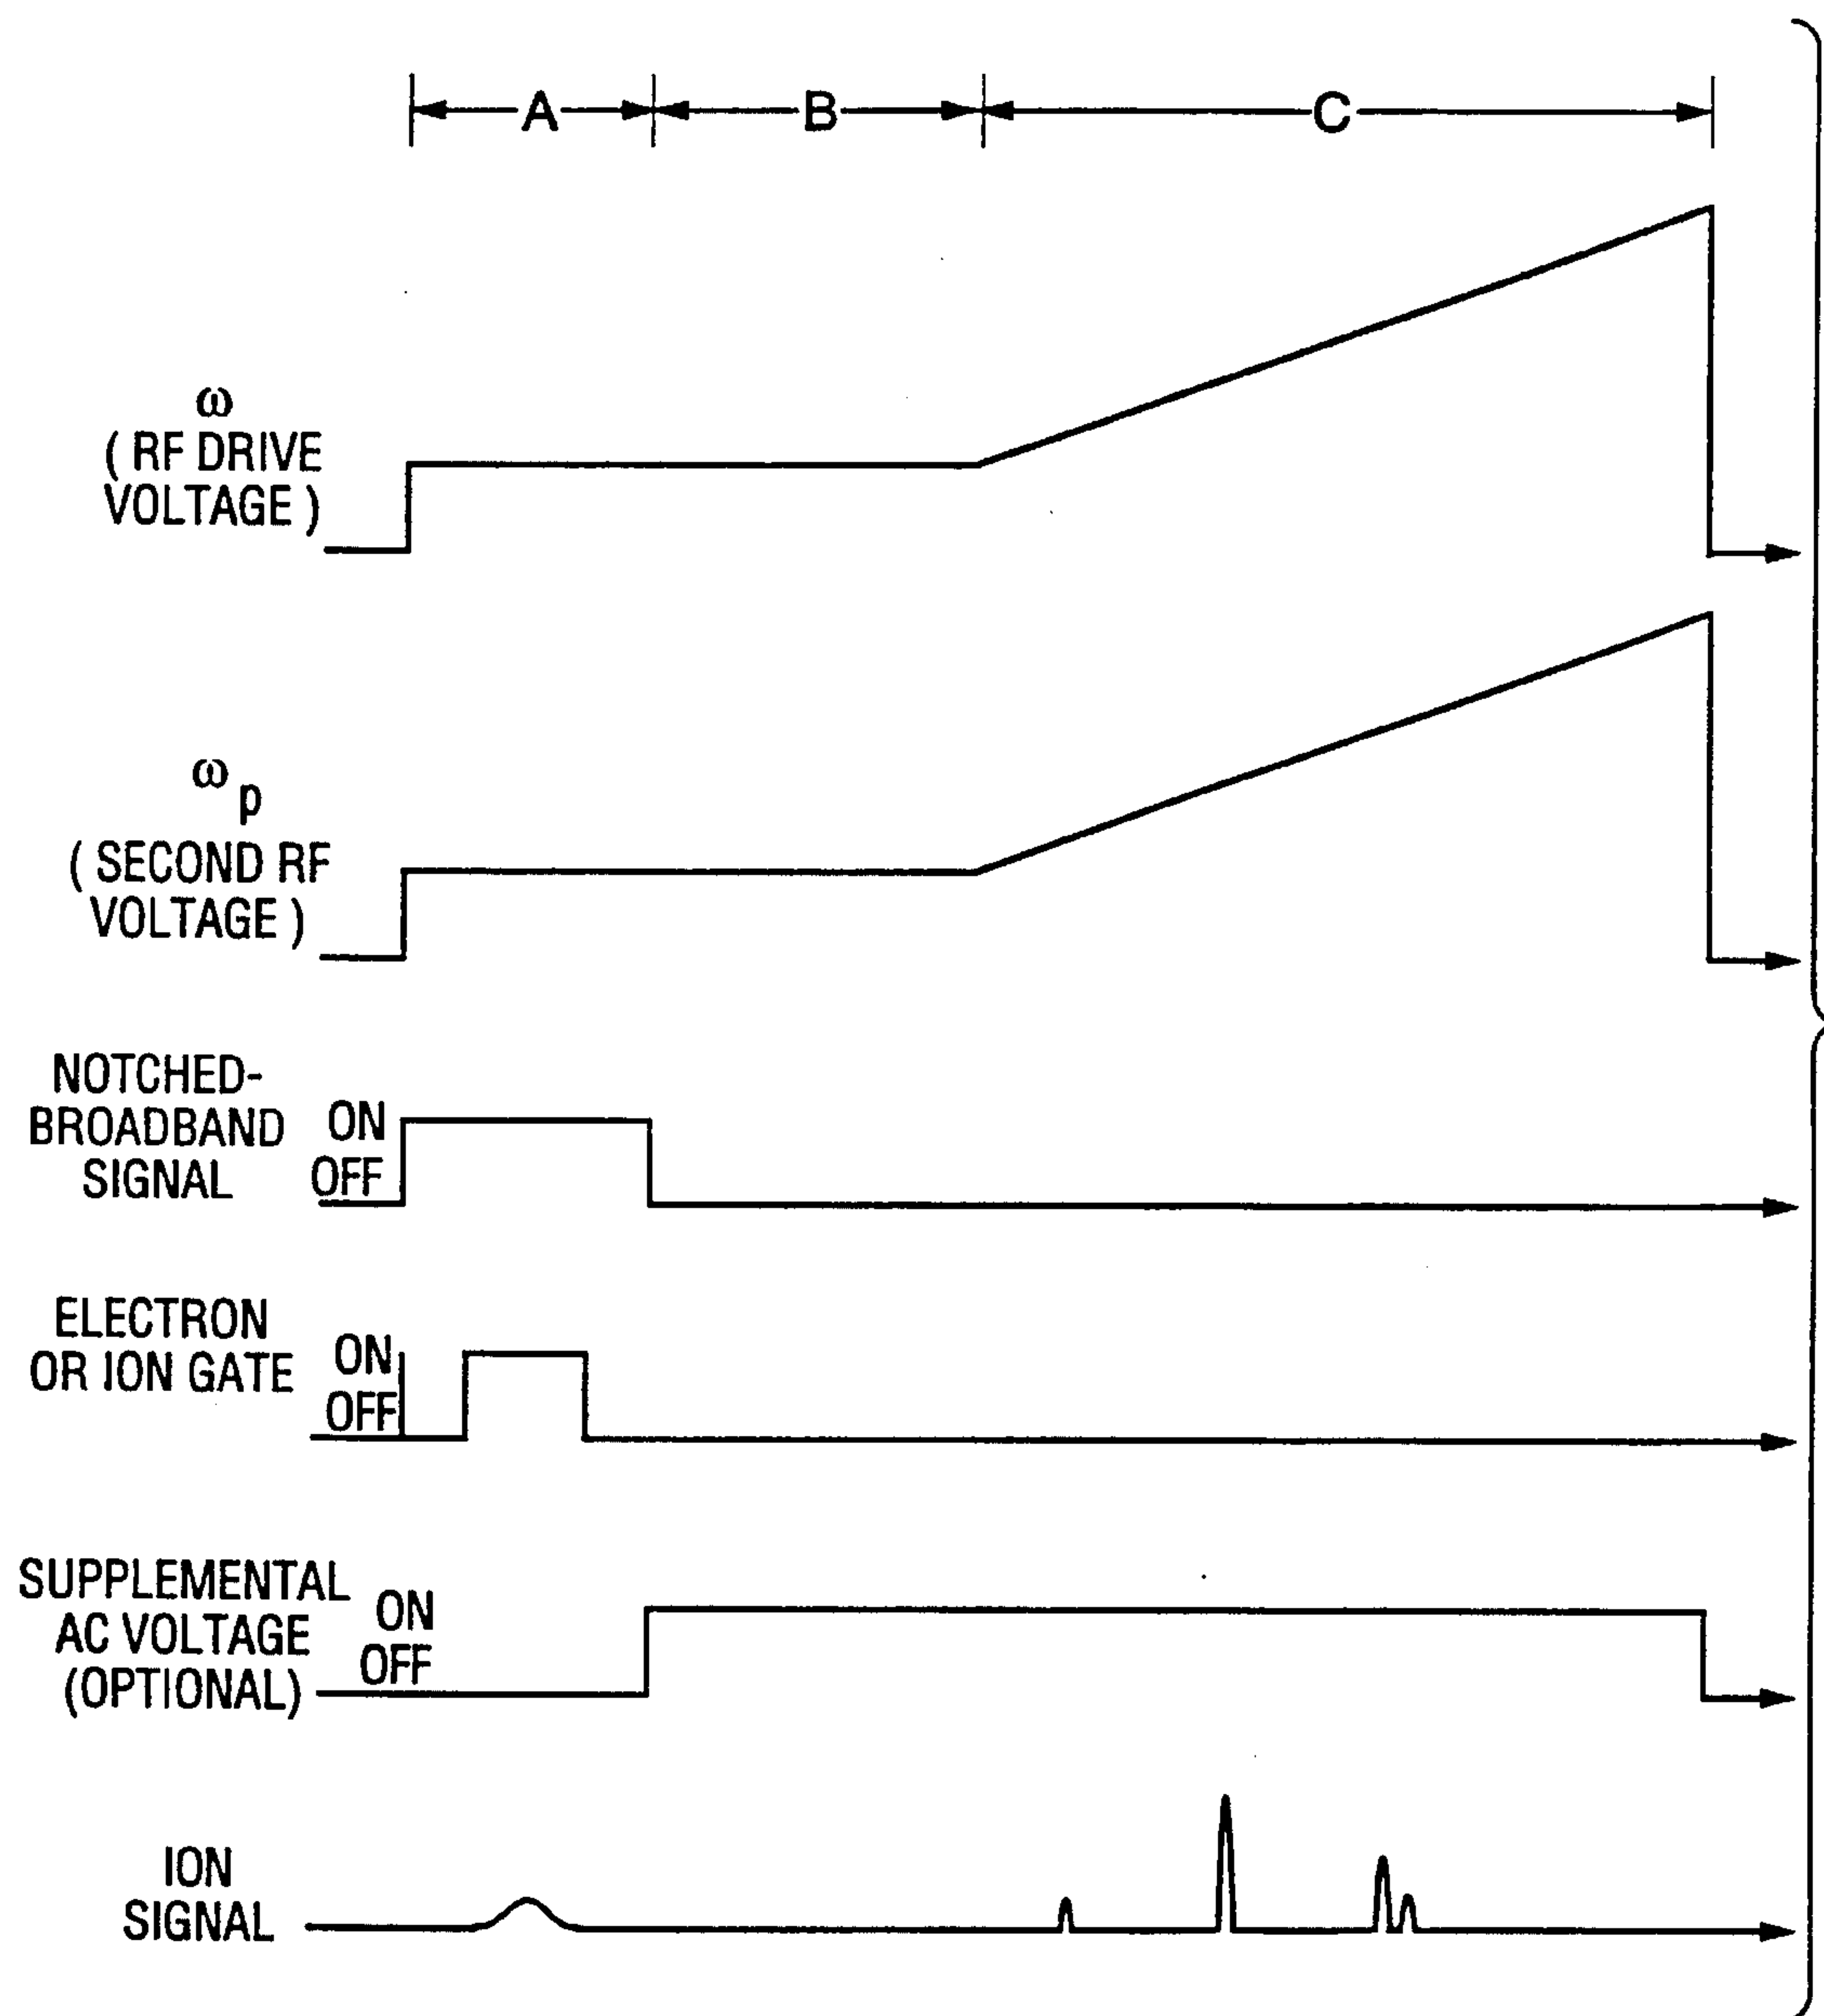 A B C
ω
( RF DRIVE
VOLTAGE )
ωp
( SECOND RF
VOLTAGE )
NOTCHED-
BROADBAND
SIGNAL
ON
OFF
ELECTRON
OR ION GATE
ON
OFF
SUPPLEMENTAL
AC VOLTAGE
(OPTIONAL)
ON
OFF
ION
SIGNAL